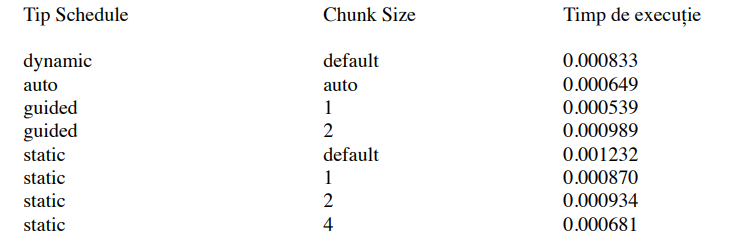 Tip Schedule Chunk Size Timp de execuție
dynamic default 0.000833
auto auto 0.000649
guided 1 0.000539
guided 2 0.000989
static default 0.001232
static 1 0.000870
static 2 0.000934
static 4 0.000681